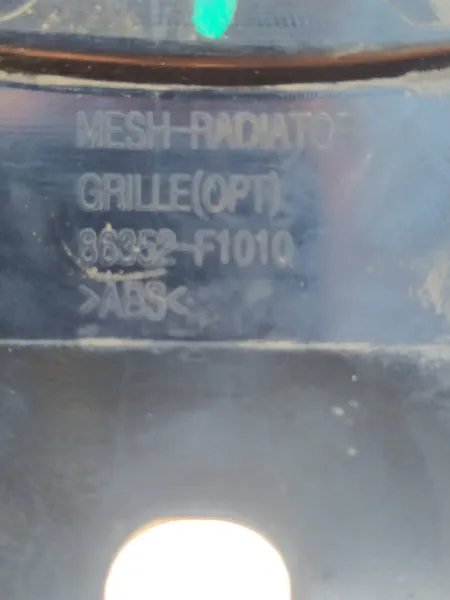 MESH-RADIATOR
GRILLE(OPT)
86352-F1010
>ABS<